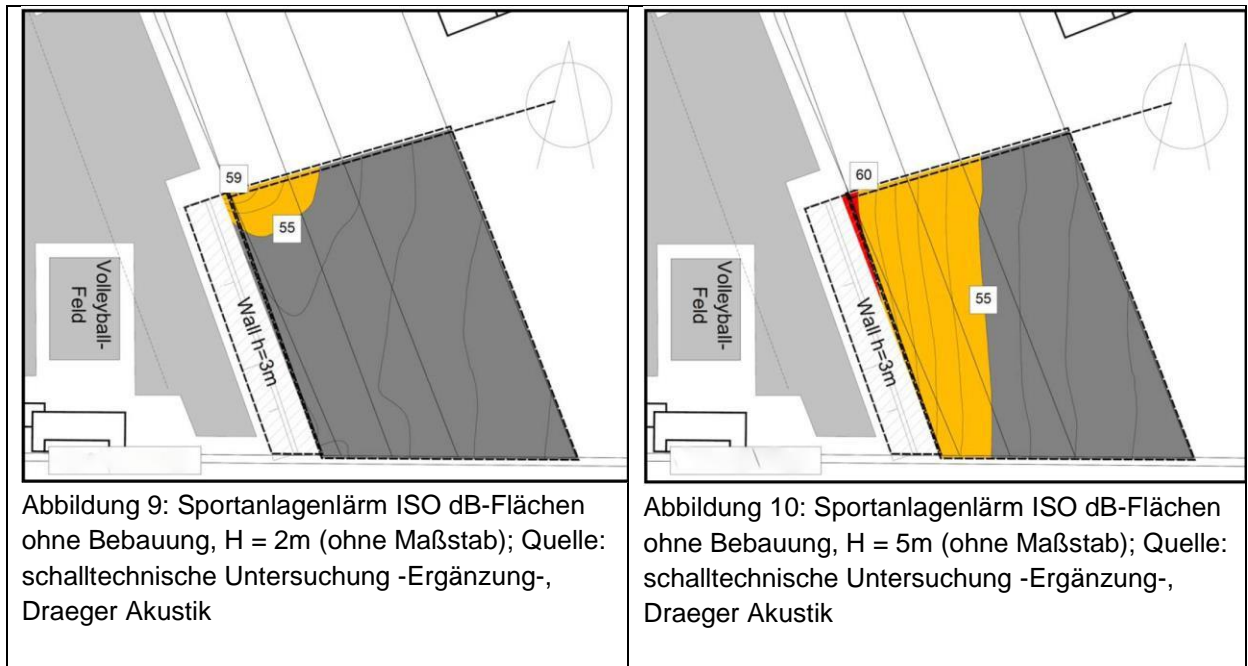 59
55
Volleyball-
Feld
Wall h=3m
Abbildung 9: Sportanlagenlärm ISO dB-Flächen
ohne Bebauung, H = 2m (ohne Maßstab); Quelle:
schalltechnische Untersuchung -Ergänzung-,
Draeger Akustik
60
55
Volleyball-
Feld
Wall h=3m
Abbildung 10: Sportanlagenlärm ISO dB-Flächen
ohne Bebauung, H = 5m (ohne Maßstab); Quelle:
schalltechnische Untersuchung -Ergänzung-,
Draeger Akustik